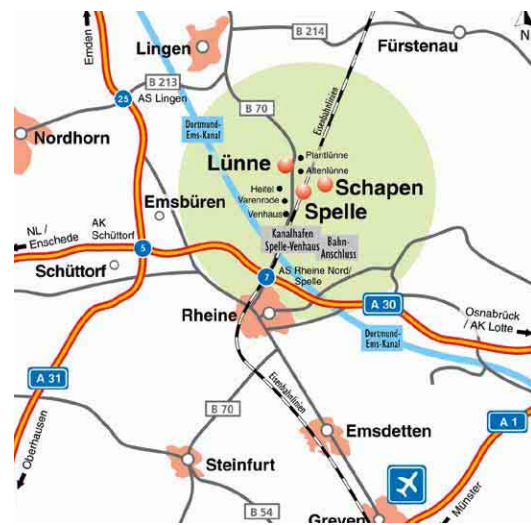 Emden
Lingen
B 214
Fürstenau
N
B 213
25
AS Lingen
B 70
Eisenbahnlinien
Nordhorn
Dortmund-
Ems-Kanal
Plantlünne
Lünne
Altenlünne
Schapen
Heitel
Varenrode
Spelle
Emsbüren
Venhaus
NL /
Enschede
AK
Schüttorf
Kanalhafen
Spelle-Venhaus
Bahn-
Anschluss
5
Schüttorf
7
AS Rheine Nord/
Spelle
Rheine
A 30
Osnabrück
/ AK Lotte
Dortmund-
Ems-Kanal
A 31
Eisenbahnlinien
B 70
Emsdetten
A 1
Oberhausen
Steinfurt
Münster
B 54
Greven